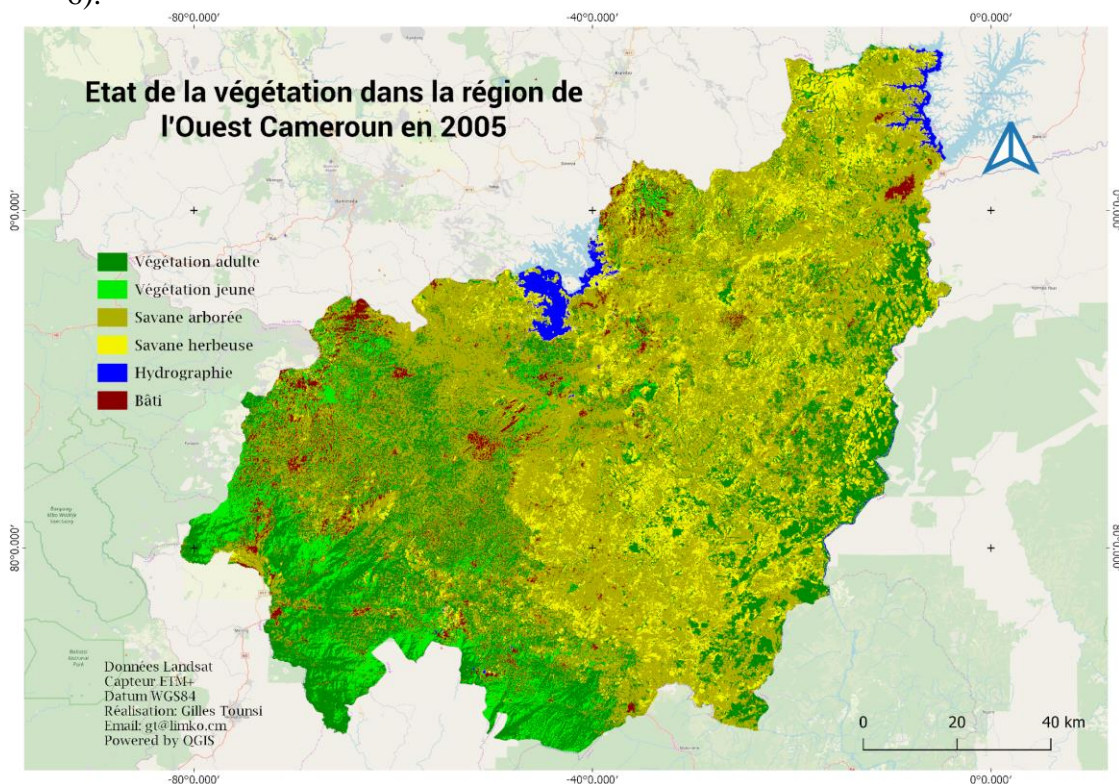 6).
-80°0.000'
-40°0.000'
0°0.000'
Etat de la végétation dans la région de
l'Ouest Cameroun en 2005
0°0.000'
Végétation adulte
Végétation jeune
Savane arborée
Savane herbeuse
Hydrographie
Bâti
80°0.000'
Données Landsat
Capteur ETM+
Datum WGS84
Réalisation: Gilles Tounsi
Email: gt@limko.cm
Powered by QGIS
0 20 40 km
-80°0.000'
-40°0.000'
0°0.000'